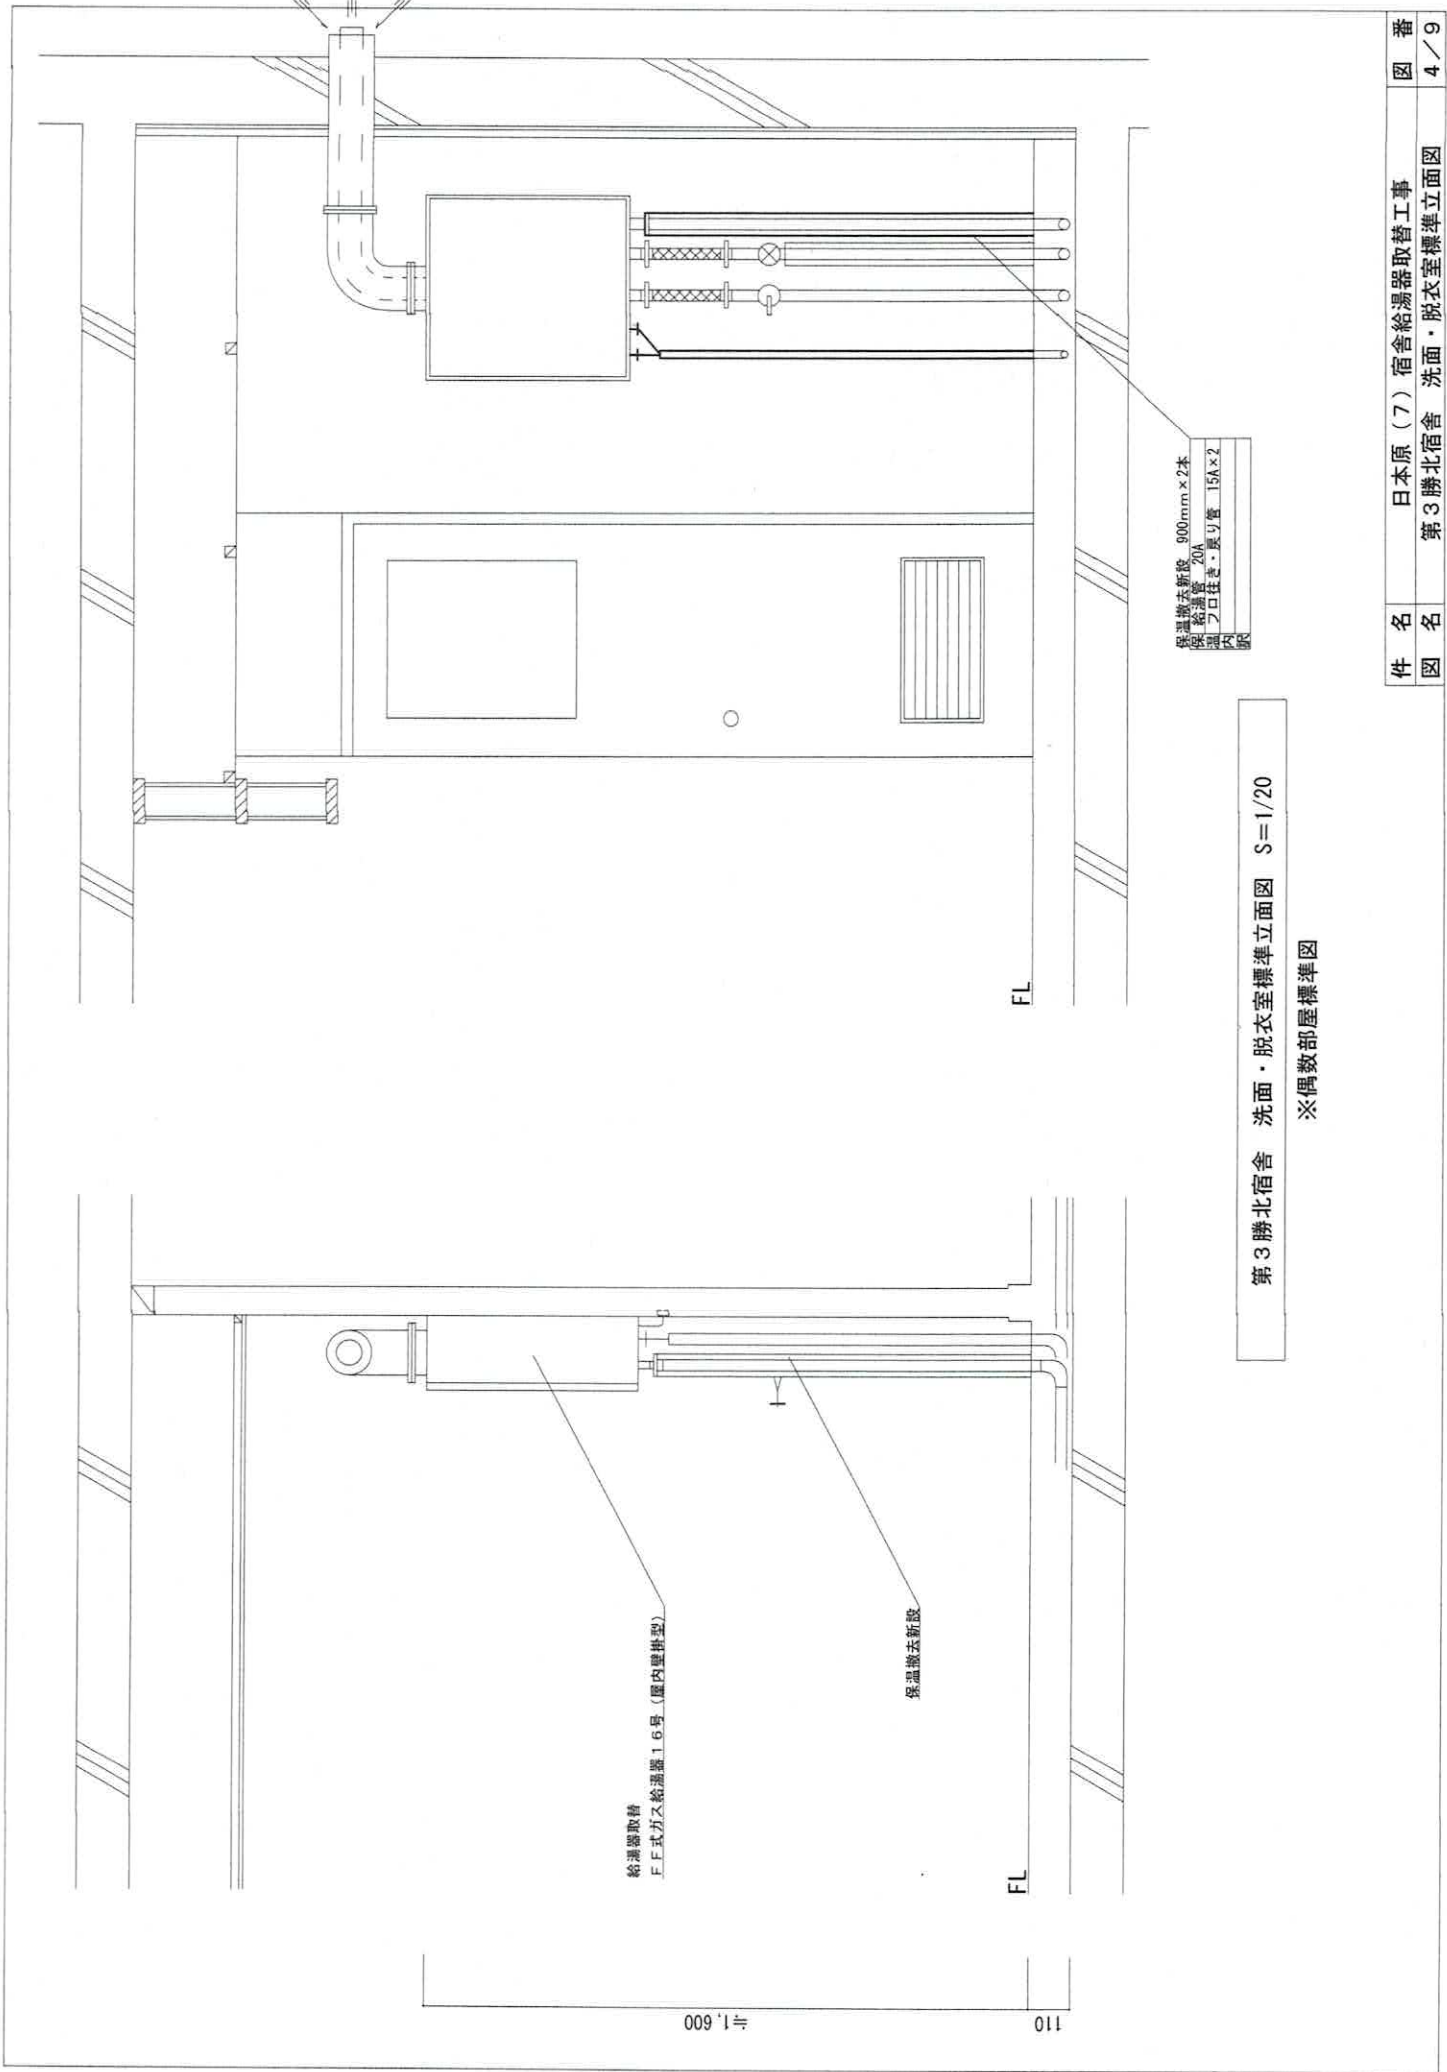 給湯器取替
FF式ガス給湯器16号（屋内壁掛型）
保温撤去新設
≒1,600
110
FL
FL
保温撤去新設 900mm×2本
保温内訳
給湯管 20A
フロ往き・戻り管 15A×2
第3勝北宿舎 洗面・脱衣室標準立面図 S=1/20
※偶数部屋標準図
件名 日本原(7)宿舎給湯器取替工事 図番
図名 第3勝北宿舎 洗面・脱衣室標準立面図 4/9